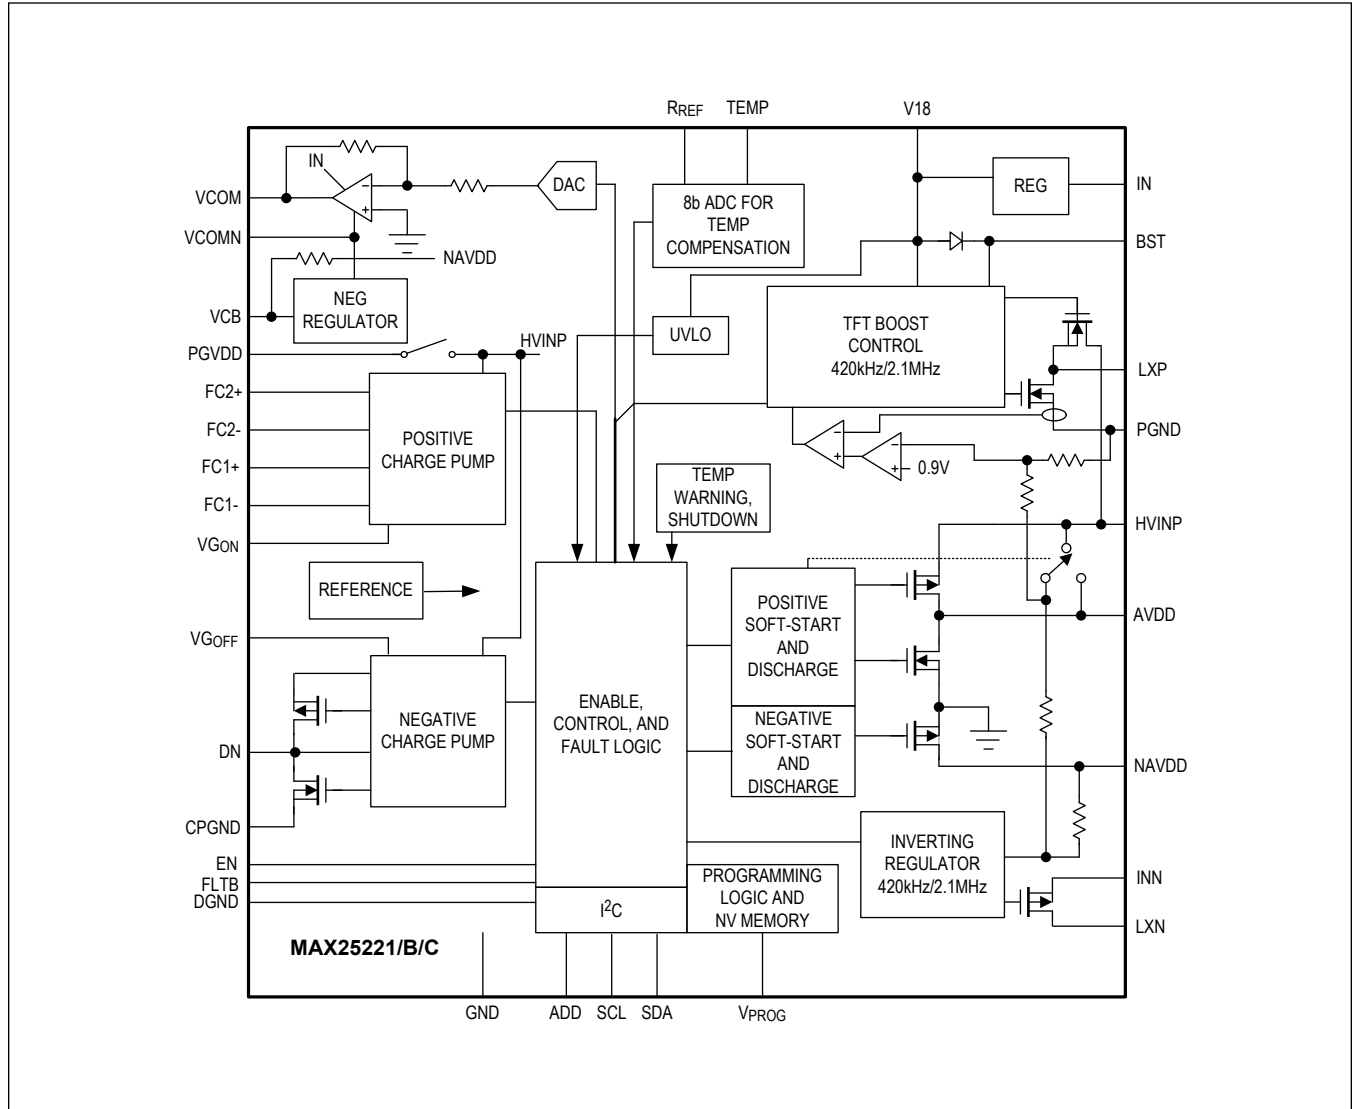 RREF TEMP V18
IN
DAC
VCOM
8b ADC FOR
TEMP
COMPENSATION
REG
IN
VCOMN
BST
NAVDD
NEG
REGULATOR
VCB
UVLO
TFT BOOST
CONTROL
420kHz/2.1MHz
PGVDD
HVINP
LXP
FC2+
FC2-
FC1+
FC1-
POSITIVE
CHARGE PUMP
PGND
0.9V
TEMP
WARNING,
SHUTDOWN
VGON
HVINP
REFERENCE
POSITIVE
SOFT-START
AND
DISCHARGE
AVDD
VGOFF
NEGATIVE
CHARGE PUMP
ENABLE,
CONTROL, AND
FAULT LOGIC
NEGATIVE
SOFT-START
AND
DISCHARGE
DN
NAVDD
CPGND
INVERTING
REGULATOR
420kHz/2.1MHz
EN
FLTB
DGND
I2C
PROGRAMMING
LOGIC AND
NV MEMORY
INN
LXN
MAX25221/B/C
GND ADD SCL SDA VPROG